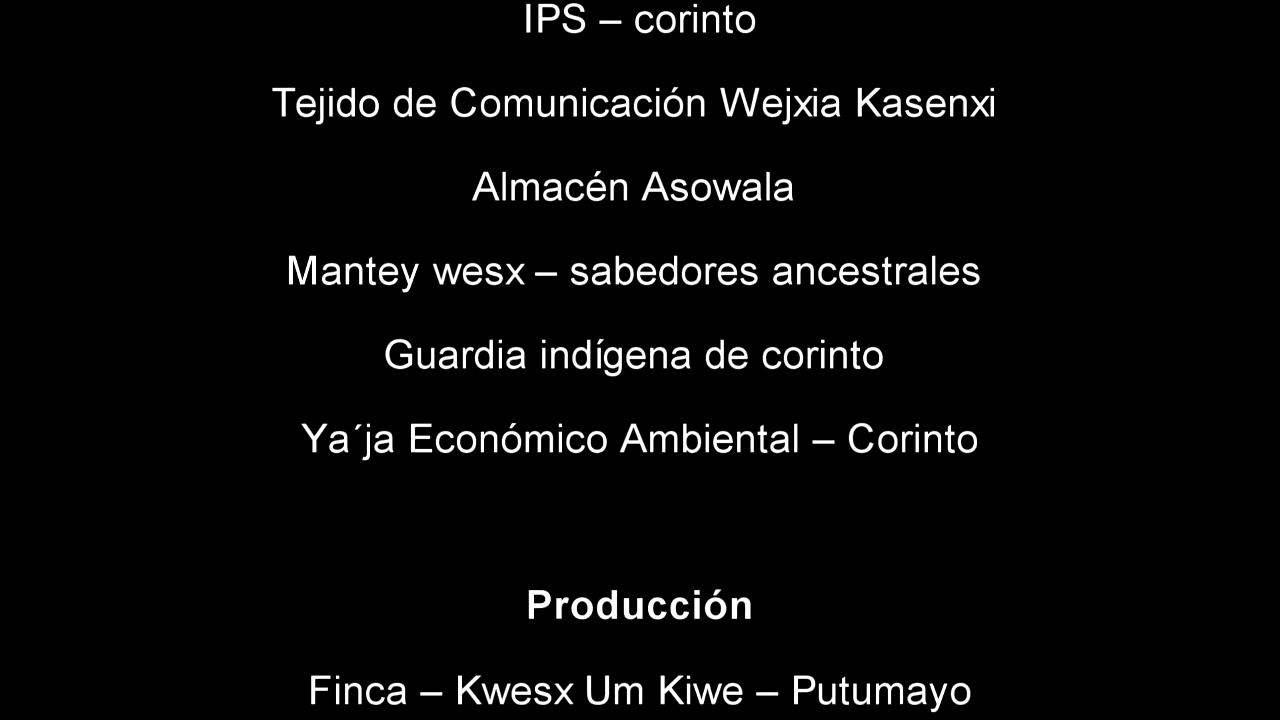 IPS – corinto
Tejido de Comunicación Wejxia Kasenxi
Almacén Asowala
Mantey wesx – sabedores ancestrales
Guardia indígena de corinto
Ya´ja Económico Ambiental – Corinto
Producción
Finca – Kwesx Um Kiwe – Putumayo